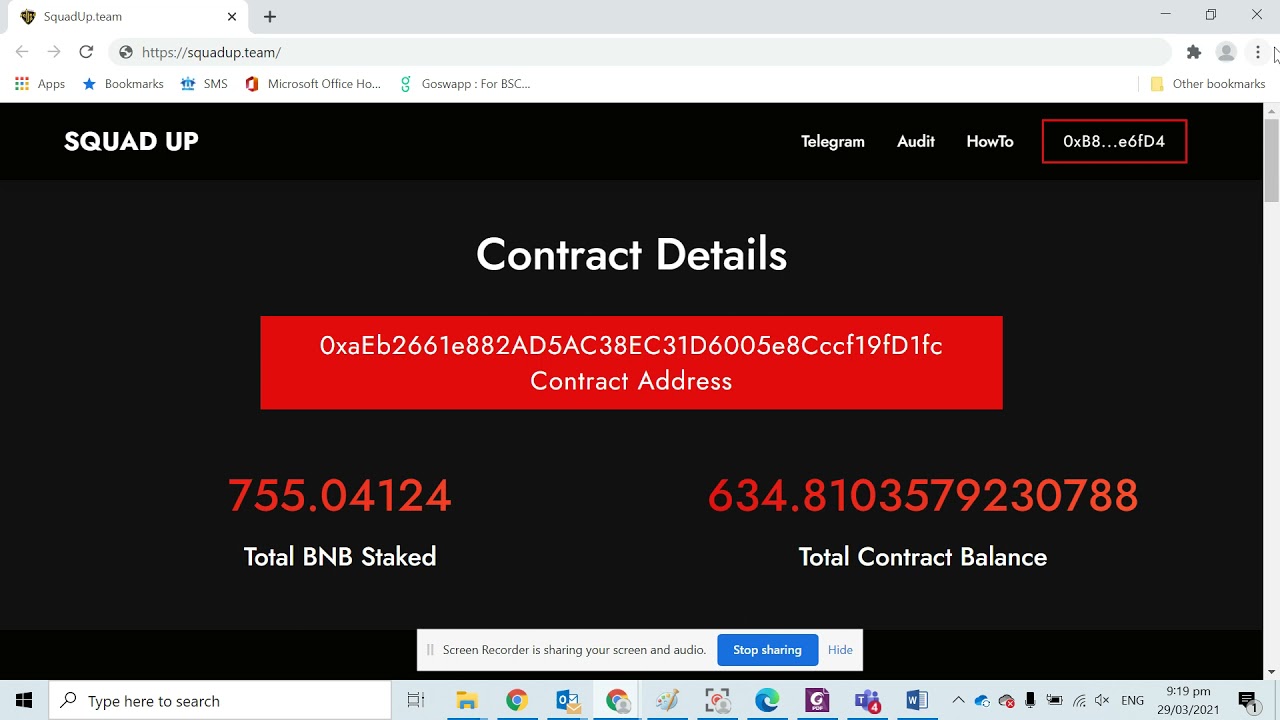 SquadUp.team
https://squadup.team/
Apps
Bookmarks
SMS
Microsoft Office Ho...
Goswapp : For BSC...
Other bookmarks
SQUAD UP
Telegram
Audit
HowTo
0xB8...e6fD4
Contract Details
0xaEb2661e882AD5AC38EC31D6005e8Cccf19fD1fc
Contract Address
755.04124
Total BNB Staked
634.8103579230788
Total Contract Balance
Screen Recorder is sharing your screen and audio.
Stop sharing
Hide
Type here to search
PDF
4
ENG
9:19 pm
29/03/2021
1